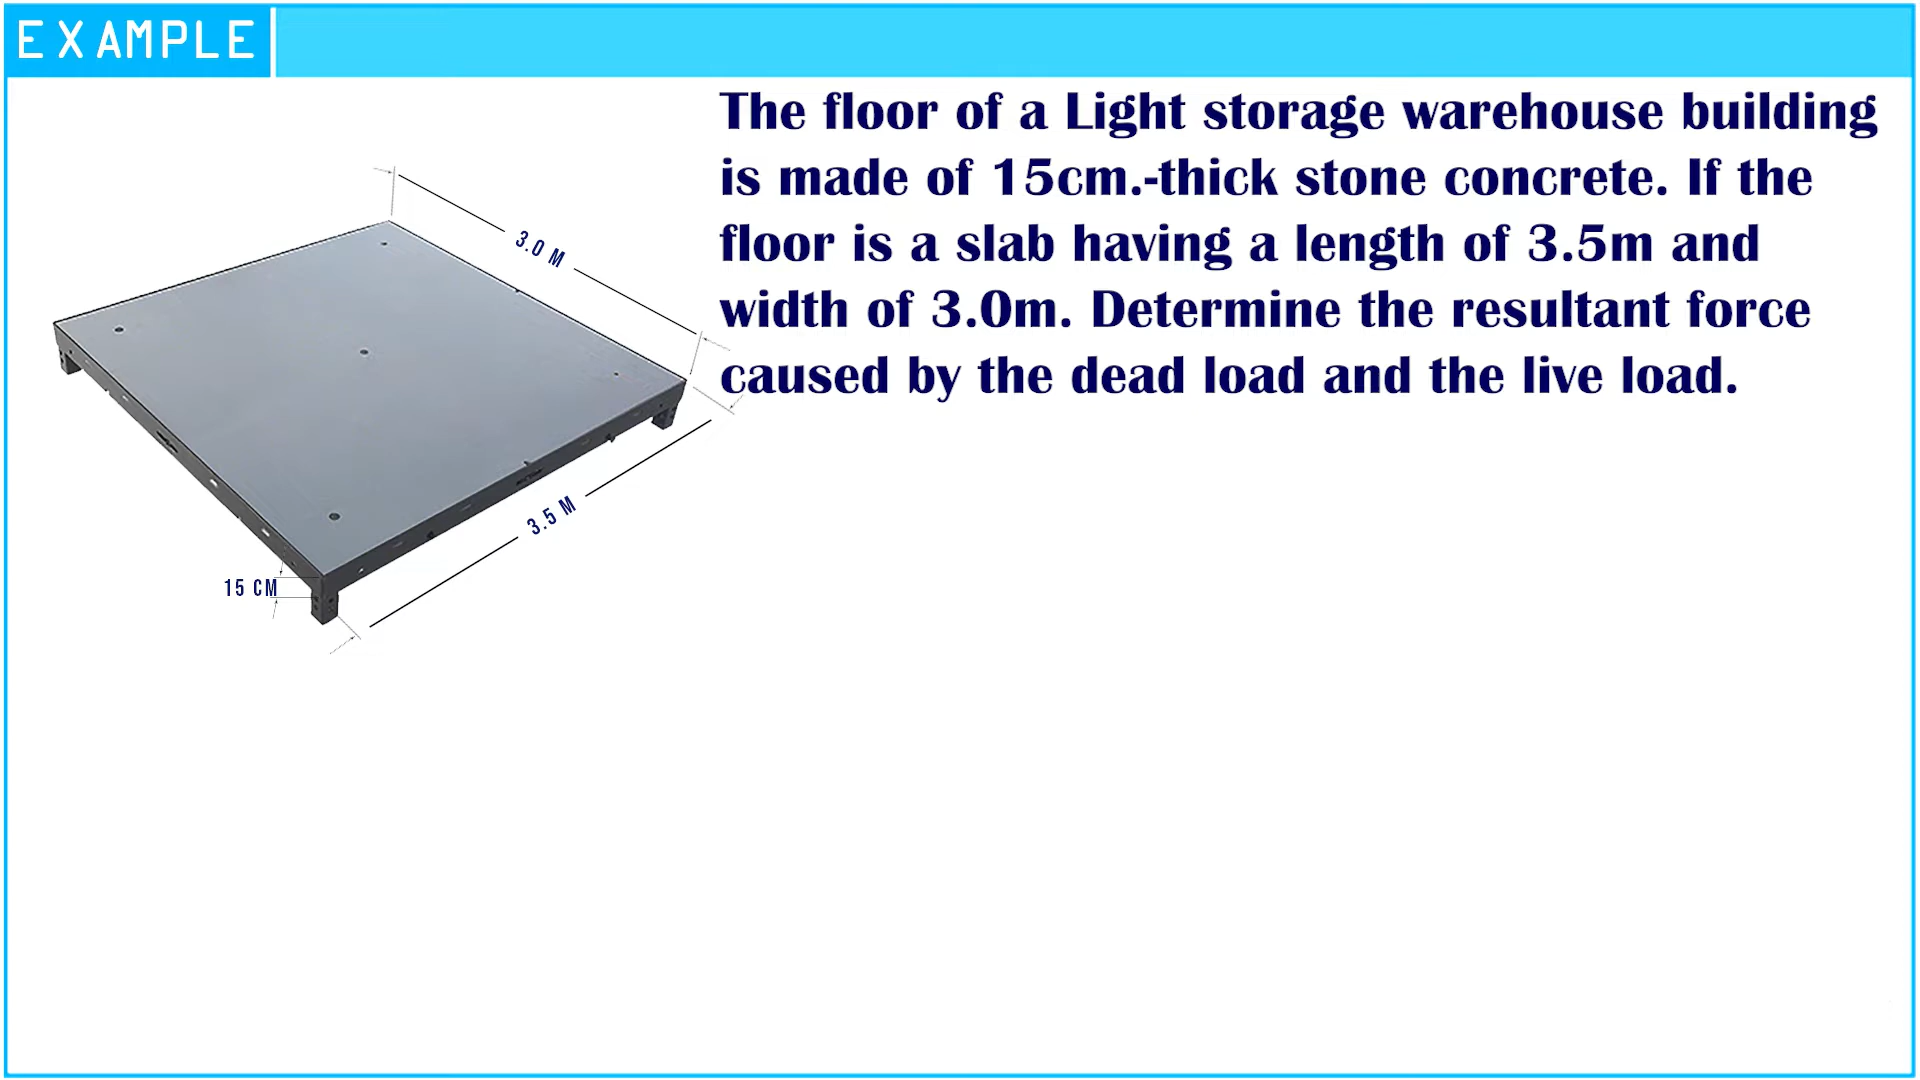 EXAMPLE
The floor of a Light storage warehouse building
is made of 15cm.-thick stone concrete. If the
floor is a slab having a length of 3.5m and
width of 3.0m. Determine the resultant force
caused by the dead load and the live load.
3.0 M
3.5 M
15 CM